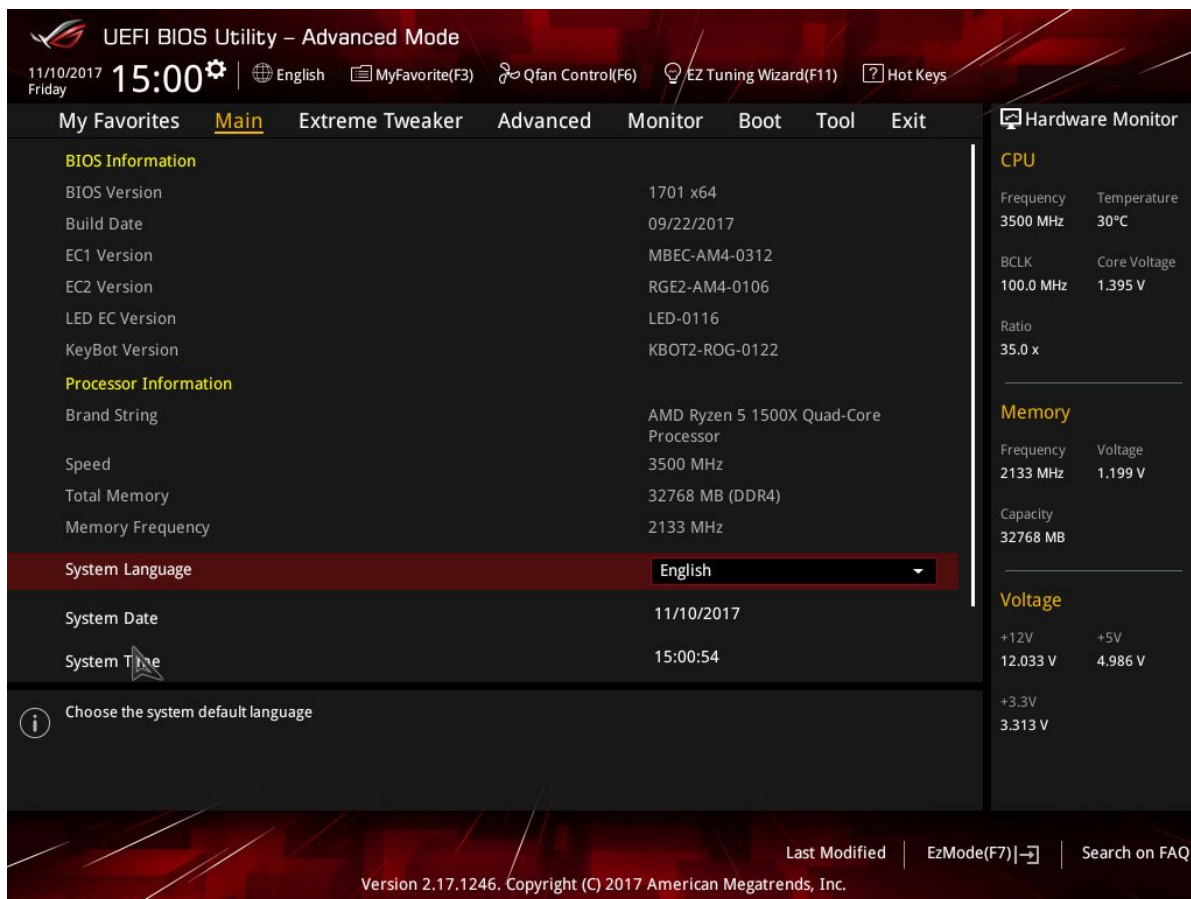 UEFI BIOS Utility – Advanced Mode
11/10/2017
Friday
15:00
English
MyFavorite(F3)
Qfan Control(F6)
EZ Tuning Wizard(F11)
? Hot Keys
My Favorites Main Extreme Tweaker Advanced Monitor Boot Tool Exit
BIOS Information
BIOS Version 1701 x64
Build Date 09/22/2017
EC1 Version MBEC-AM4-0312
EC2 Version RGE2-AM4-0106
LED EC Version LED-0116
KeyBot Version KBOT2-ROG-0122
Processor Information
Brand String AMD Ryzen 5 1500X Quad-Core
Processor
Speed 3500 MHz
Total Memory 32768 MB (DDR4)
Memory Frequency 2133 MHz
System Language English
System Date 11/10/2017
System Time 15:00:54
Choose the system default language
Hardware Monitor
CPU
Frequency Temperature
3500 MHz 30°C
BCLK Core Voltage
100.0 MHz 1.395 V
Ratio
35.0 x
Memory
Frequency Voltage
2133 MHz 1.199 V
Capacity
32768 MB
Voltage
+12V +5V
12.033 V 4.986 V
+3.3V
3.313 V
Last Modified
EzMode(F7)
Search on FAQ
Version 2.17.1246. Copyright (C) 2017 American Megatrends, Inc.